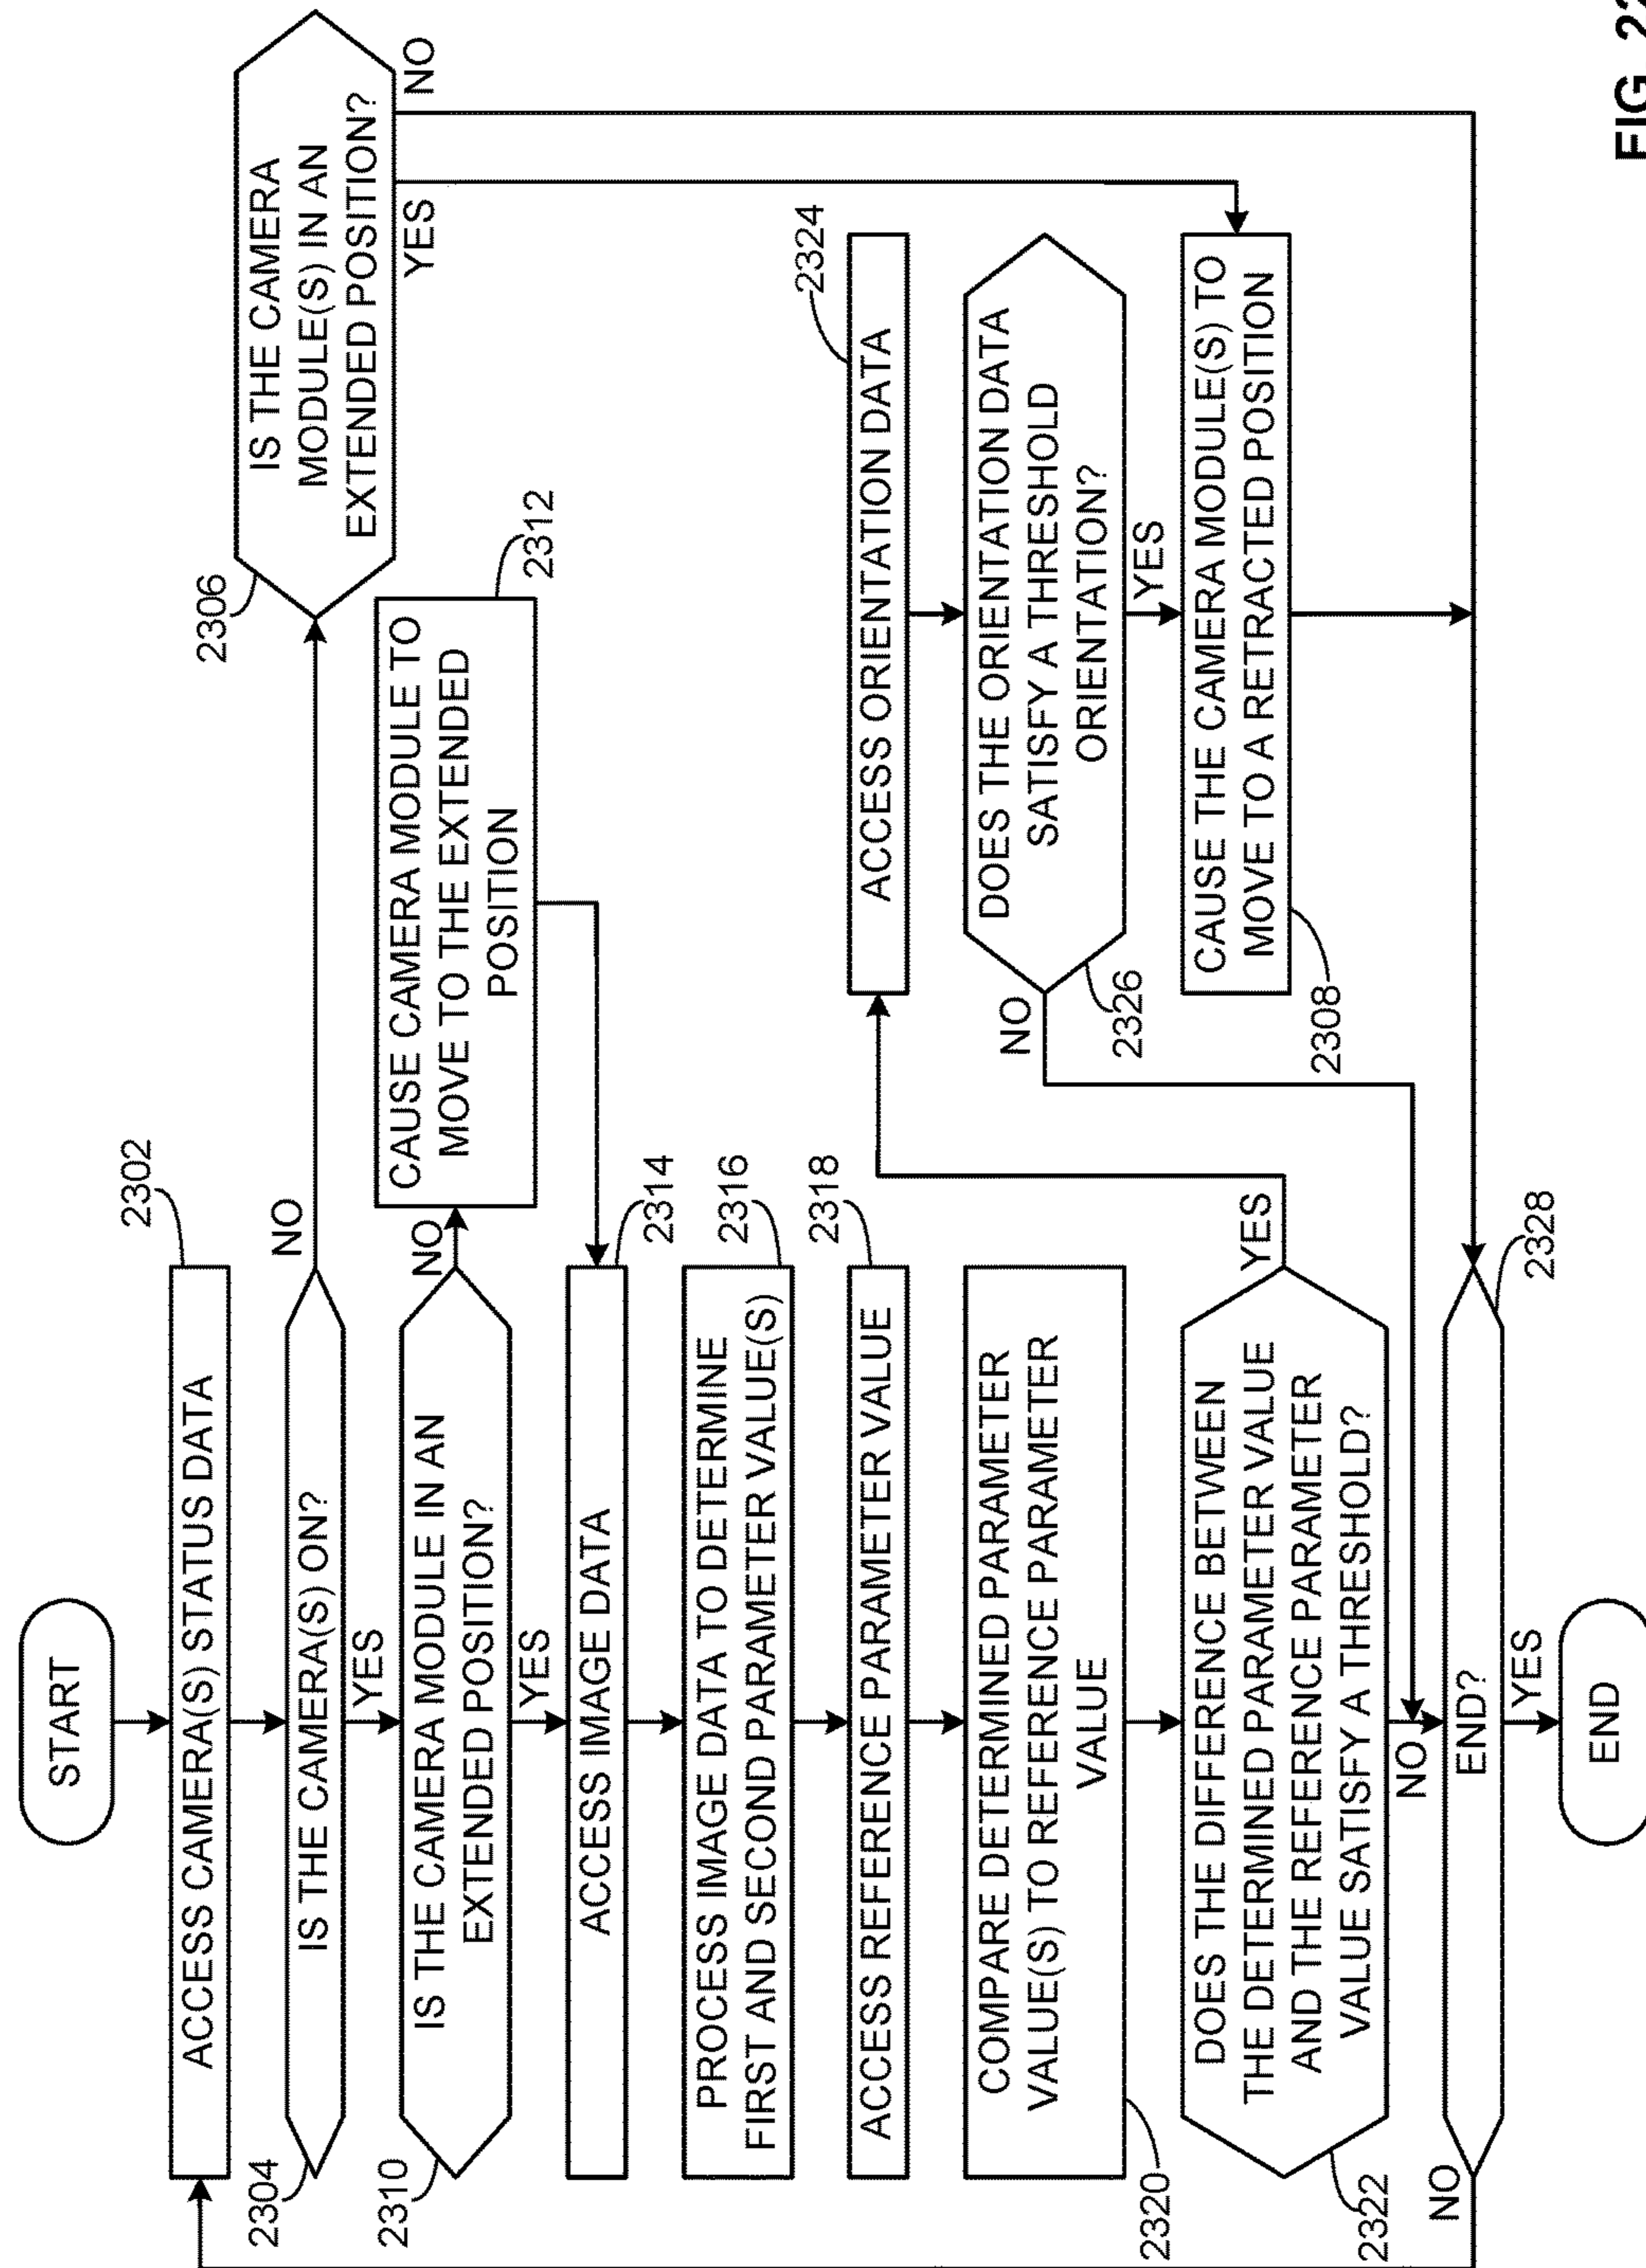 START
2302
ACCESS CAMERA(S) STATUS DATA
2304
IS THE CAMERA(S) ON?
NO
YES
2306
IS THE CAMERA
MODULE(S) IN AN
EXTENDED POSITION?
YES
NO
2310
IS THE CAMERA MODULE IN AN
EXTENDED POSITION?
NO
YES
CAUSE CAMERA MODULE TO
MOVE TO THE EXTENDED
POSITION
2312
ACCESS IMAGE DATA
2314
PROCESS IMAGE DATA TO DETERMINE
FIRST AND SECOND PARAMETER VALUE(S)
2316
ACCESS REFERENCE PARAMETER VALUE
2318
COMPARE DETERMINED PARAMETER
VALUE(S) TO REFERENCE PARAMETER
VALUE
2320
DOES THE DIFFERENCE BETWEEN
THE DETERMINED PARAMETER VALUE
AND THE REFERENCE PARAMETER
VALUE SATISFY A THRESHOLD?
2322
YES
NO
2324
ACCESS ORIENTATION DATA
DOES THE ORIENTATION DATA
SATISFY A THRESHOLD
ORIENTATION?
NO
2326
YES
CAUSE THE CAMERA MODULE(S) TO
MOVE TO A RETRACTED POSITION
2308
NO
END?
2328
YES
END
FIG. 22